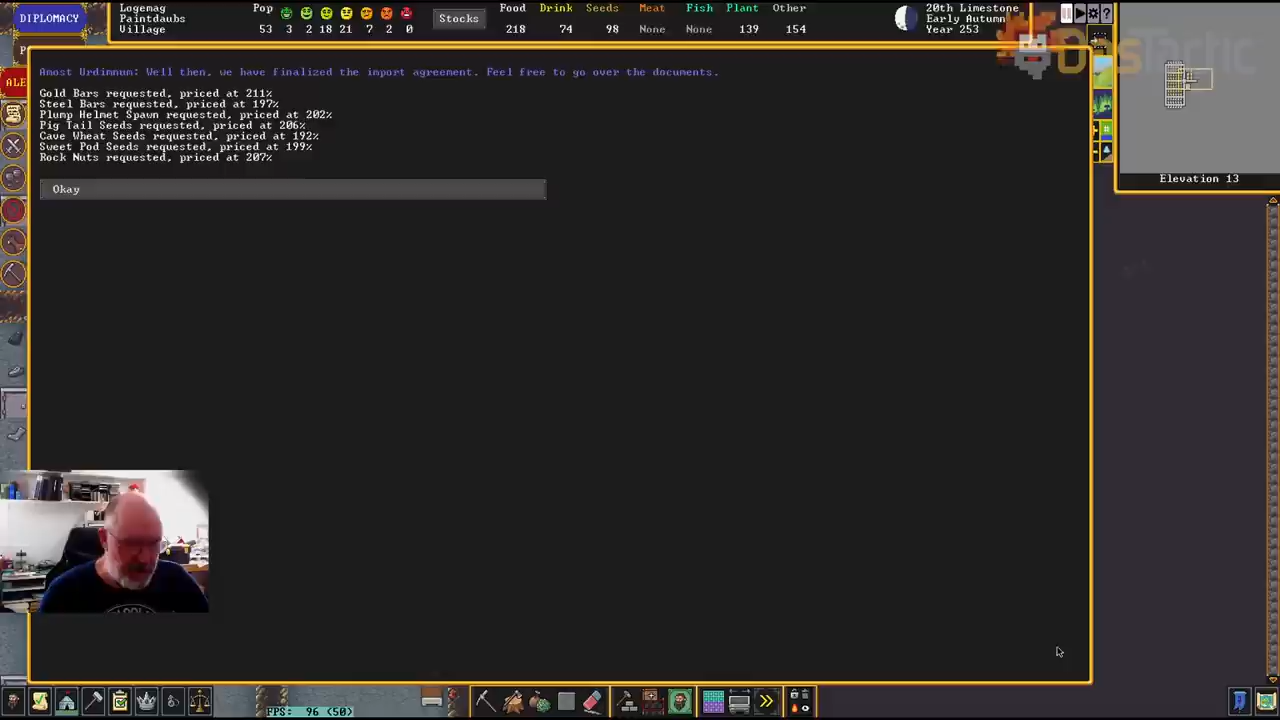 DIPLOMACY
Logemag
Paintdaubs
Village
Pop
53 3 2 18 21 7 2 0
Stocks
Food Drink Seeds Meat Fish Plant Other
218 74 98 None None 139 154
20th Limestone
Early Autumn
Year 253
DosTactic
ALE
Amost Urdimnum: Well then, we have finalized the import agreement. Feel free to go over the documents.
Gold Bars requested, priced at 211%
Steel Bars requested, priced at 197%
Plump Helmet Spawn requested, priced at 202%
Pig Tail Seeds requested, priced at 206%
Cave Wheat Seeds requested, priced at 192%
Sweet Pod Seeds requested, priced at 199%
Rock Nuts requested, priced at 207%
Okay
Elevation 13
FPS: 96 (50)